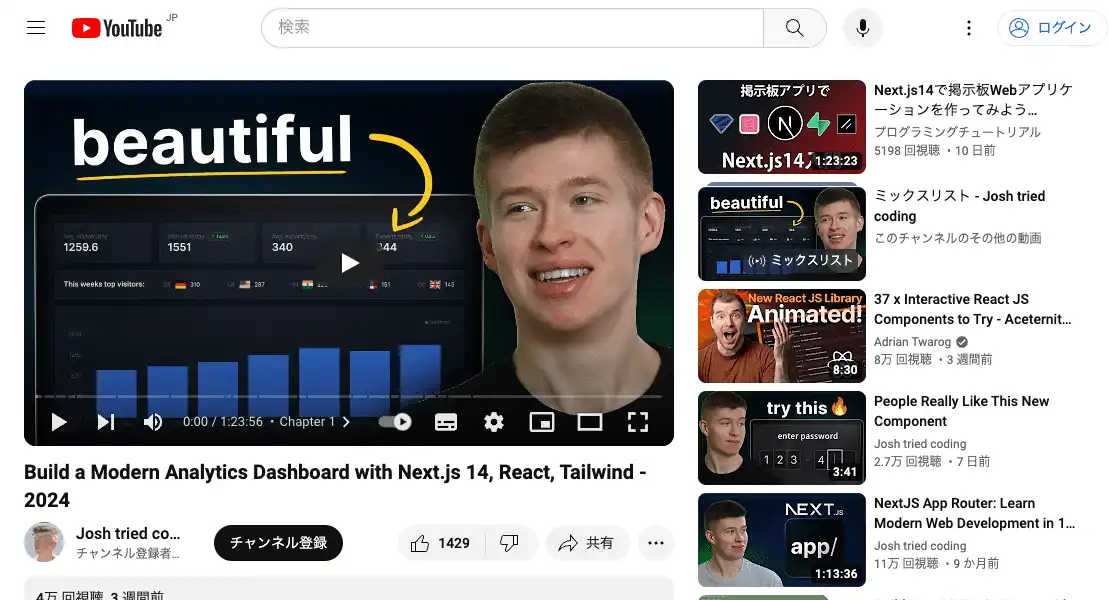 YouTube JP
検索
ログイン
beautiful
1259.6
1551
340
This weeks top visitors:
310
287
151
0:00 / 1:23:56 ・ Chapter 1
Build a Modern Analytics Dashboard with Next.js 14, React, Tailwind -
2024
Josh tried co...
チャンネル登録者...
チャンネル登録
1429
共有
4万 回視聴 3 週間前
掲示板アプリで
N
Next.js14入
1:23:23
Next.js14で掲示板Webアプリケ
ーションを作ってみよう...
プログラミングチュートリアル
5198 回視聴 ・10 日前
beautiful
ミックスリスト
ミックスリスト - Josh tried
coding
このチャンネルのその他の動画
New React JS Library
Animated!
8:30
37 x Interactive React JS
Components to Try - Aceternit...
Adrian Twarog
8万 回視聴 ・3 週間前
try this
enter password
1 2 3 - 4
3:41
People Really Like This New
Component
Josh tried coding
2.7万 回視聴 ・7 日前
NEXT.JS
app/
1:13:36
NextJS App Router: Learn
Modern Web Development in 1...
Josh tried coding
11万 回視聴 ・9 か月前